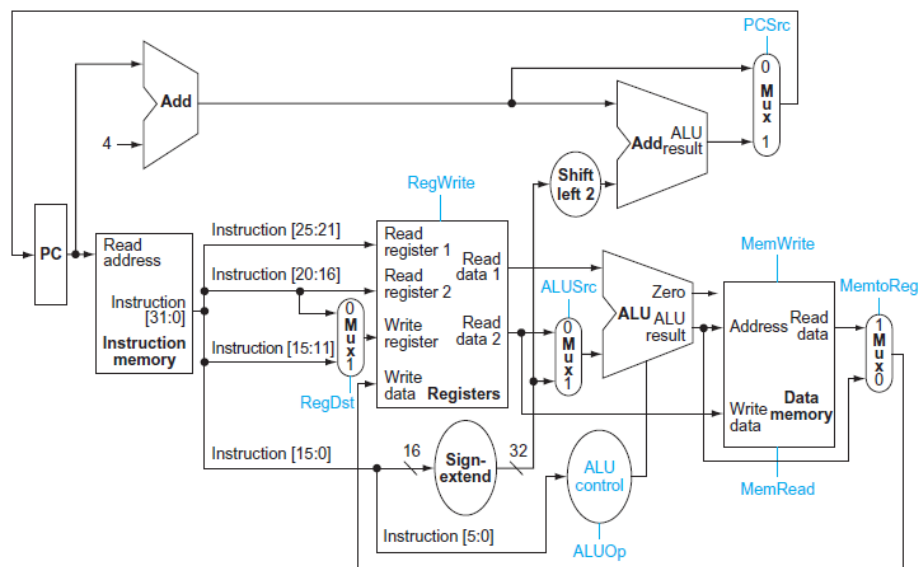 PCSrc
0
M
u
x
1
Add
4
Add
ALU
result
Shift
left 2
RegWrite
PC
Read
address
Instruction
[31:0]
Instruction
memory
Instruction [25:21]
Instruction [20:16]
Instruction [15:11]
Instruction [15:0]
Instruction [5:0]
0
M
u
x
1
RegDst
Read
register 1
Read
register 2
Write
register
Write
data
Read
data 1
Read
data 2
Registers
16
Sign-
extend
32
ALUSrc
0
M
u
x
1
Zero
ALU
ALU
result
ALU
control
ALUOp
MemWrite
Address
Read
data
Write
data
Data
memory
MemRead
MemtoReg
1
M
u
x
0